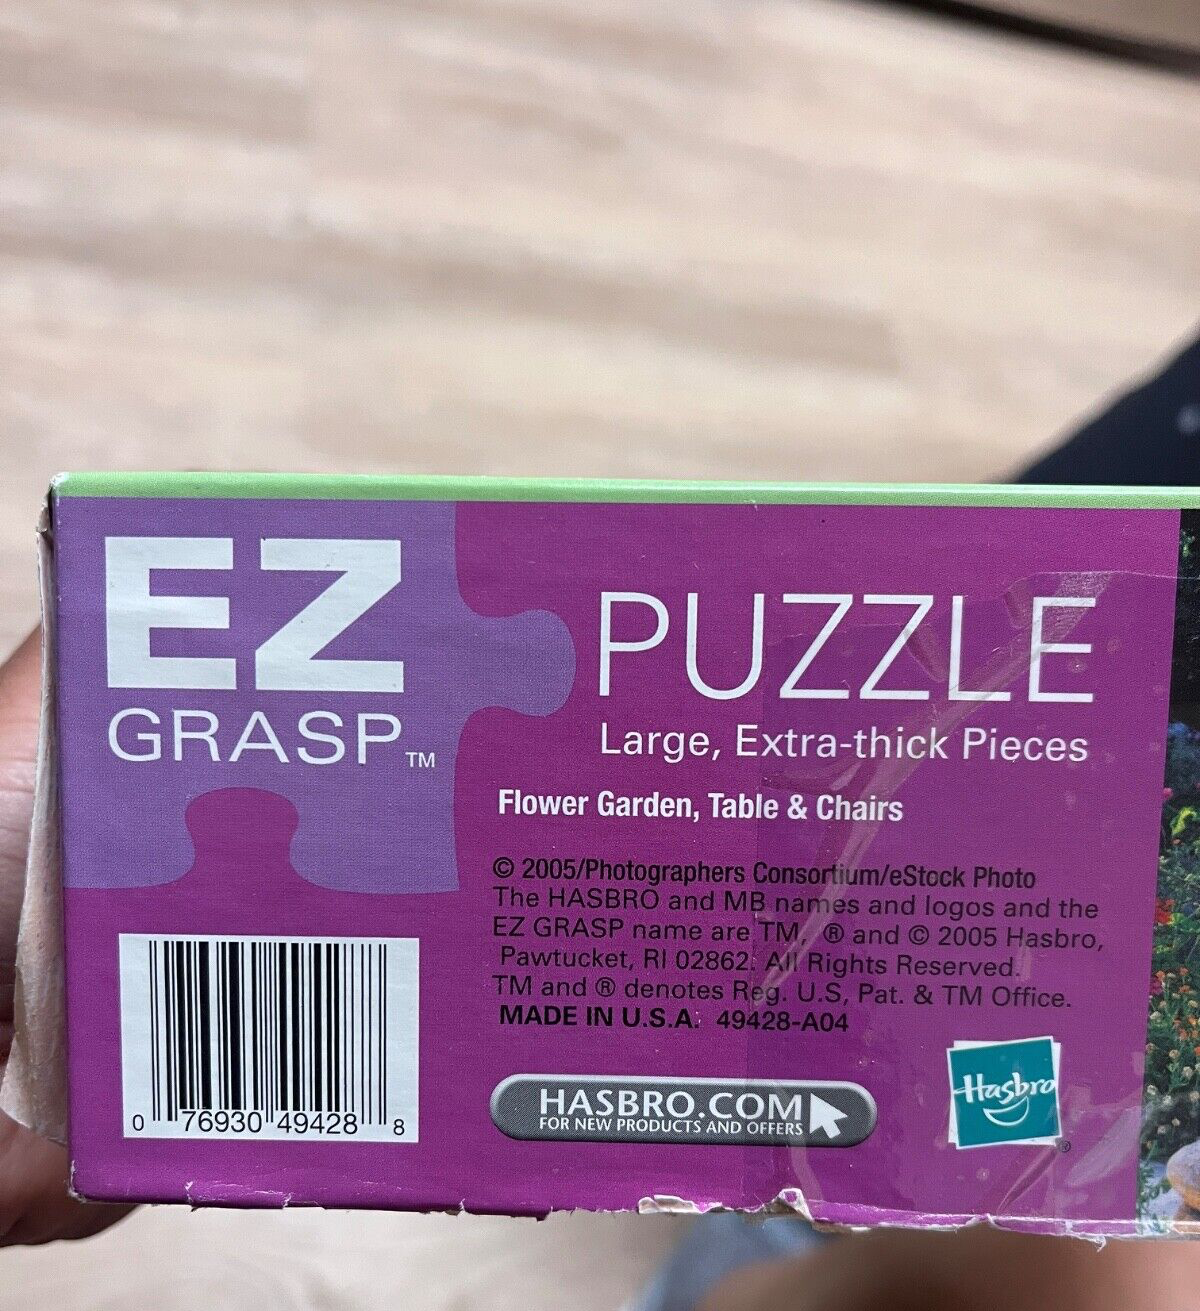 EZ
GRASP™
PUZZLE
Large, Extra-thick Pieces
Flower Garden, Table & Chairs
© 2005/Photographers Consortium/eStock Photo
The HASBRO and MB names and logos and the
EZ GRASP name are TM, ® and © 2005 Hasbro,
Pawtucket, RI 02862. All Rights Reserved.
TM and ® denotes Reg. U.S, Pat. & TM Office.
MADE IN U.S.A. 49428-A04
HASBRO.COM
FOR NEW PRODUCTS AND OFFERS
Hasbro
®
0 76930 49428 8